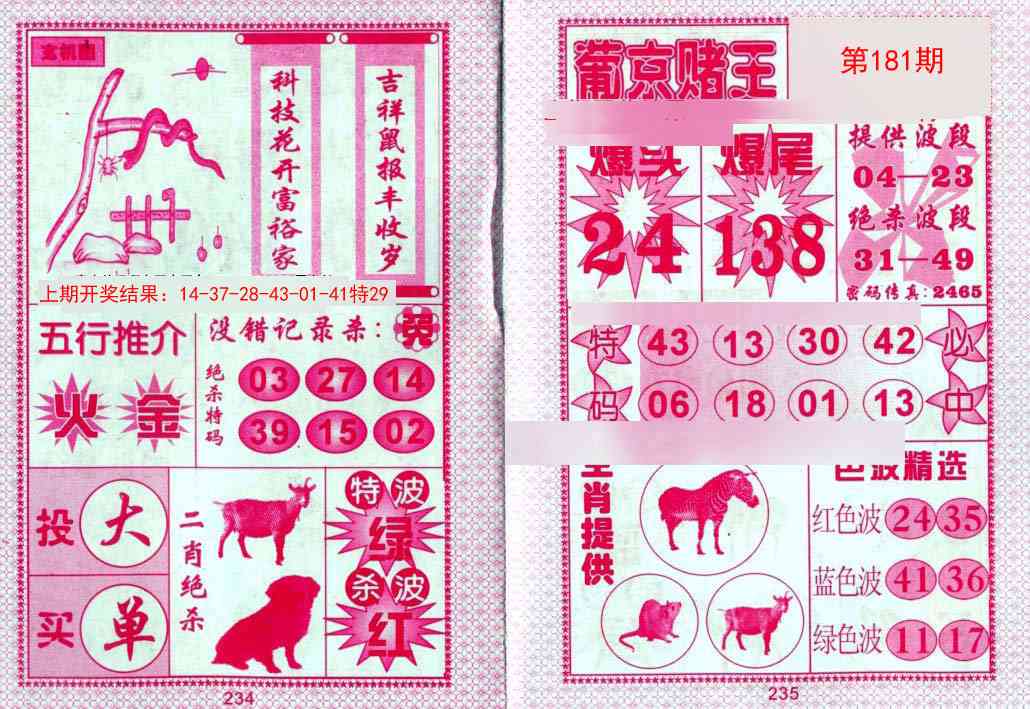 玄机图
科技花开富裕家
吉祥鼠报丰收岁
上期开奖结果：14-37-28-43-01-41特29
五行推介
火 金
没错记录杀：
绝杀特码
03 27 14
39 15 02
投 大
买 单
二肖绝杀
特波
绿
杀波
红
234
葡京赌王
第181期
爆头
24
爆尾
138
提供波段
04—23
绝杀波段
31—49
密码传真：2465
特码
43 13 30 42
06 18 01 13
必中
生肖提供
色波精选
红色波 24 35
蓝色波 41 36
绿色波 11 17
235